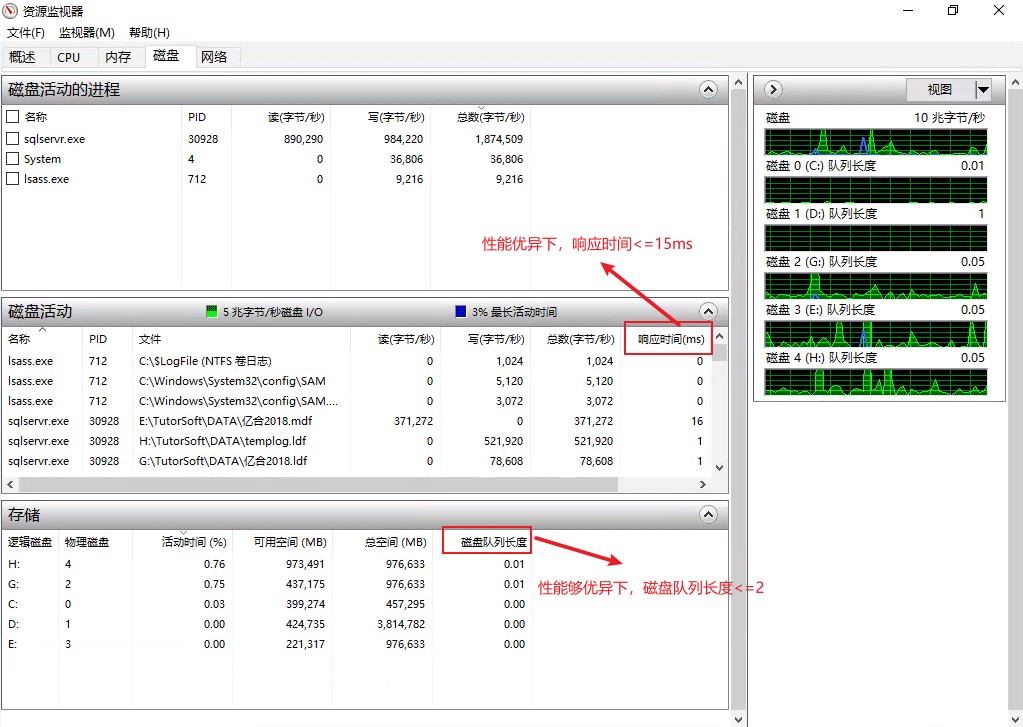 资源监视器
文件(F) 监视器(M) 帮助(H)
概述 CPU 内存 磁盘 网络
磁盘活动的进程
名称 PID 读(字节/秒) 写(字节/秒) 总数(字节/秒)
sqlservr.exe 30928 890,290 984,220 1,874,509
System 4 0 36,806 36,806
lsass.exe 712 0 9,216 9,216
性能优异下，响应时间<=15ms
磁盘活动 5 兆字节/秒磁盘 I/O 3% 最长活动时间
名称 PID 文件 读(字节/秒) 写(字节/秒) 总数(字节/秒) 响应时间(ms)
lsass.exe 712 C:\$LogFile (NTFS 卷日志) 0 1,024 1,024 0
lsass.exe 712 C:\Windows\System32\config\SAM 0 5,120 5,120 0
lsass.exe 712 C:\Windows\System32\config\SAM.... 0 3,072 3,072 0
sqlservr.exe 30928 E:\TutorSoft\DATA\亿合2018.mdf 371,272 0 371,272 16
sqlservr.exe 30928 H:\TutorSoft\DATA\templog.ldf 0 521,920 521,920 1
sqlservr.exe 30928 G:\TutorSoft\DATA\亿合2018.ldf 0 78,608 78,608 1
存储
逻辑磁盘 物理磁盘 活动时间 (%) 可用空间 (MB) 总空间 (MB) 磁盘队列长度
H: 4 0.76 973,491 976,633 0.01
G: 2 0.75 437,175 976,633 0.01
C: 0 0.03 399,274 457,295 0.00
D: 1 0.00 424,735 3,814,782 0.00
E: 3 0.00 221,317 976,633 0.00
性能够优异下，磁盘队列长度<=2
视图
磁盘 10 兆字节/秒
磁盘 0 (C:) 队列长度 0.01
磁盘 1 (D:) 队列长度 1
磁盘 2 (G:) 队列长度 0.05
磁盘 3 (E:) 队列长度 0.05
磁盘 4 (H:) 队列长度 0.05